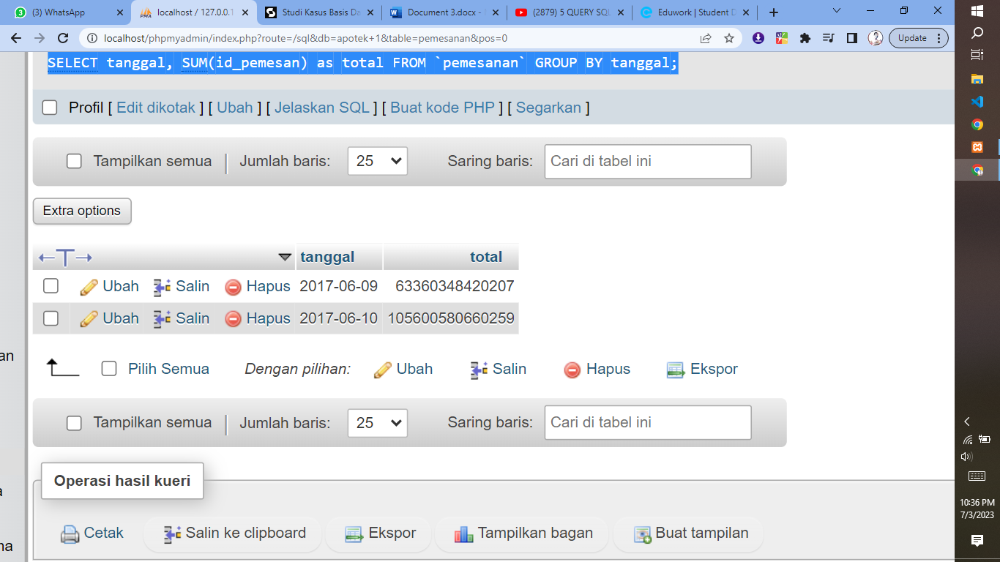 (3) WhatsApp
localhost / 127.0.0.1
Studi Kasus Basis Da
Document 3.docx -
(2879) 5 QUERY SQL
Eduwork | Student D
localhost/phpmyadmin/index.php?route=/sql&db=apotek+1&table=pemesanan&pos=0
Update
SELECT tanggal, SUM(id_pemesan) as total FROM `pemesanan` GROUP BY tanggal;
Profil [ Edit dikotak ] [ Ubah ] [ Jelaskan SQL ] [ Buat kode PHP ] [ Segarkan ]
Tampilkan semua | Jumlah baris: 25 Saring baris: Cari di tabel ini
Extra options
←T→ tanggal total
Ubah Salin Hapus 2017-06-09 63360348420207
Ubah Salin Hapus 2017-06-10 105600580660259
an
Pilih Semua Dengan pilihan: Ubah Salin Hapus Ekspor
Tampilkan semua | Jumlah baris: 25 Saring baris: Cari di tabel ini
Operasi hasil kueri
a
Cetak Salin ke clipboard Ekspor Tampilkan bagan Buat tampilan
na
10:36 PM
7/3/2023